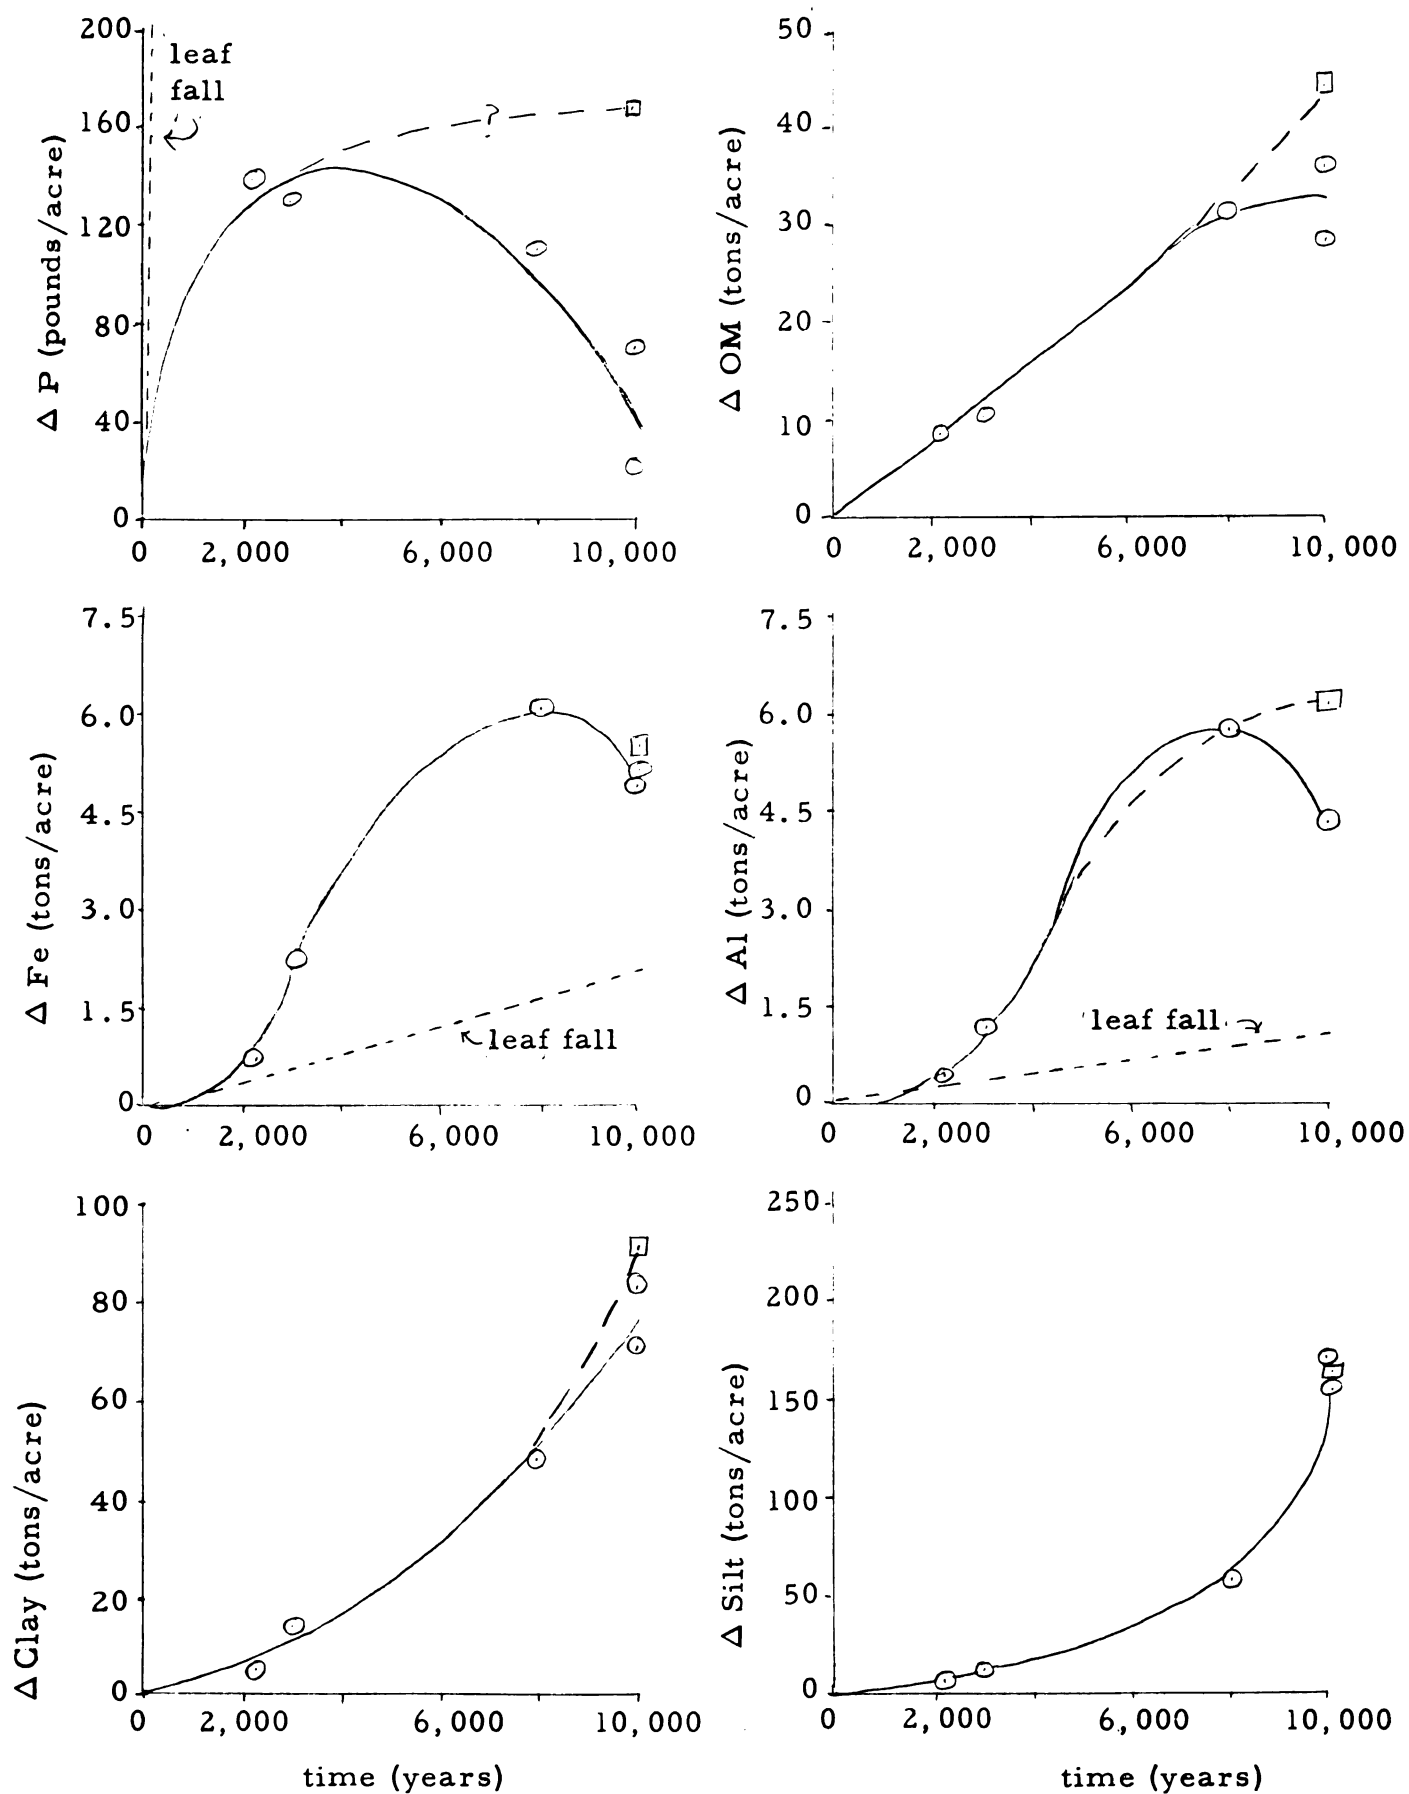 200
leaf
fall
160
?
120
80
40
0
Δ P (pounds/acre)
0 2,000 6,000 10,000
50
40
30
20
10
0
Δ OM (tons/acre)
0 2,000 6,000 10,000
7.5
6.0
4.5
3.0
1.5
leaf fall
0
Δ Fe (tons/acre)
0 2,000 6,000 10,000
7.5
6.0
4.5
3.0
1.5
leaf fall
0
Δ Al (tons/acre)
0 2,000 6,000 10,000
100
80
60
40
20
0
Δ Clay (tons/acre)
0 2,000 6,000 10,000
time (years)
250
200
150
100
50
0
Δ Silt (tons/acre)
0 2,000 6,000 10,000
time (years)